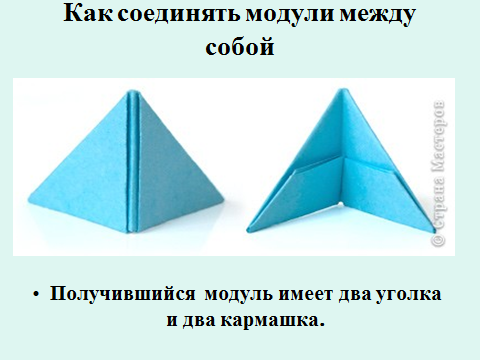 Как соединять модули между
собой
© Страна Мастеров
• Получившийся модуль имеет два уголка
и два кармашка.